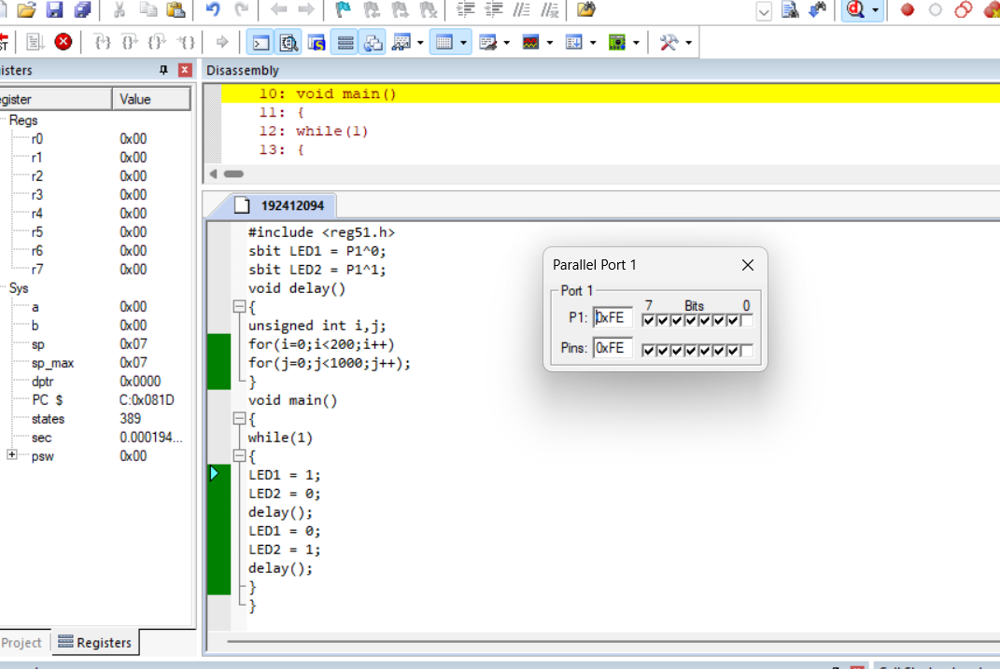 isters
Disassembly
egister Value
Regs
r0 0x00
r1 0x00
r2 0x00
r3 0x00
r4 0x00
r5 0x00
r6 0x00
r7 0x00
Sys
a 0x00
b 0x00
sp 0x07
sp_max 0x07
dptr 0x0000
PC $ C:0x081D
states 389
sec 0.000194...
psw 0x00
Project
Registers
10: void main()
11: {
12: while(1)
13: {
192412094
#include <reg51.h>
sbit LED1 = P1^0;
sbit LED2 = P1^1;
void delay()
{
unsigned int i,j;
for(i=0;i<200;i++)
for(j=0;j<1000;j++);
}
void main()
{
while(1)
{
LED1 = 1;
LED2 = 0;
delay();
LED1 = 0;
LED2 = 1;
delay();
}
}
Parallel Port 1
Port 1
7 Bits 0
P1: 0xFE
Pins: 0xFE